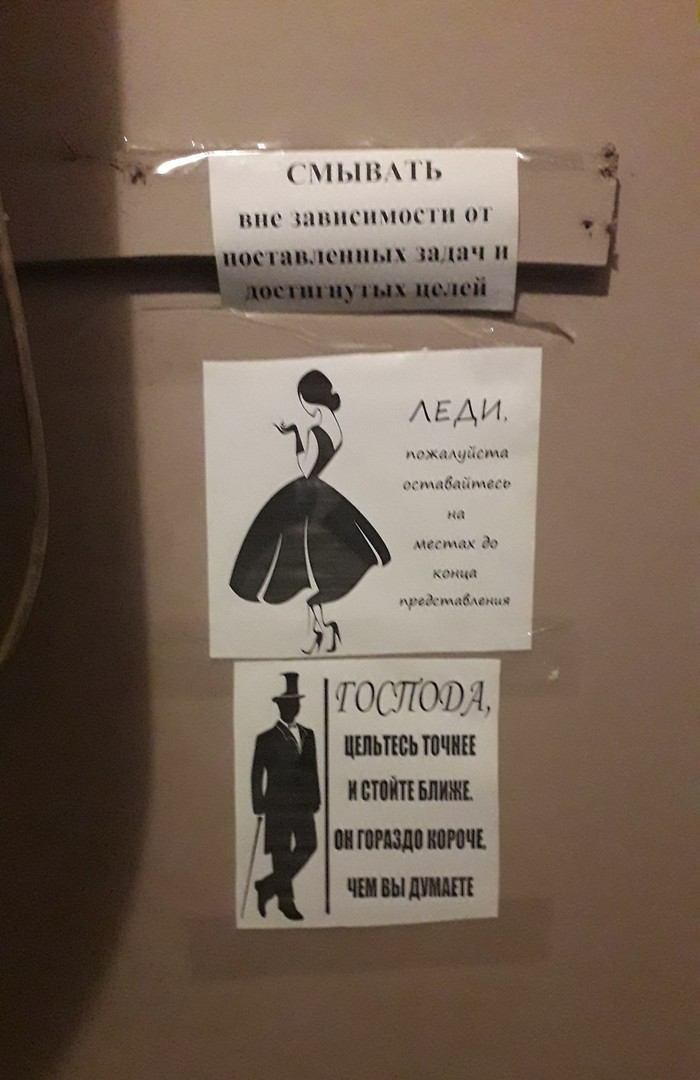 СМЫВАТЬ
вне зависимости от
поставленных задач и
достигнутых целей
ЛЕДИ,
пожалуйста
оставайтесь
на
местах до
конца
представления
ГОСПОДА,
ЦЕЛЬТЕСЬ ТОЧНЕЕ
И СТОЙТЕ БЛИЖЕ.
ОН ГОРАЗДО КОРОЧЕ,
ЧЕМ ВЫ ДУМАЕТЕ